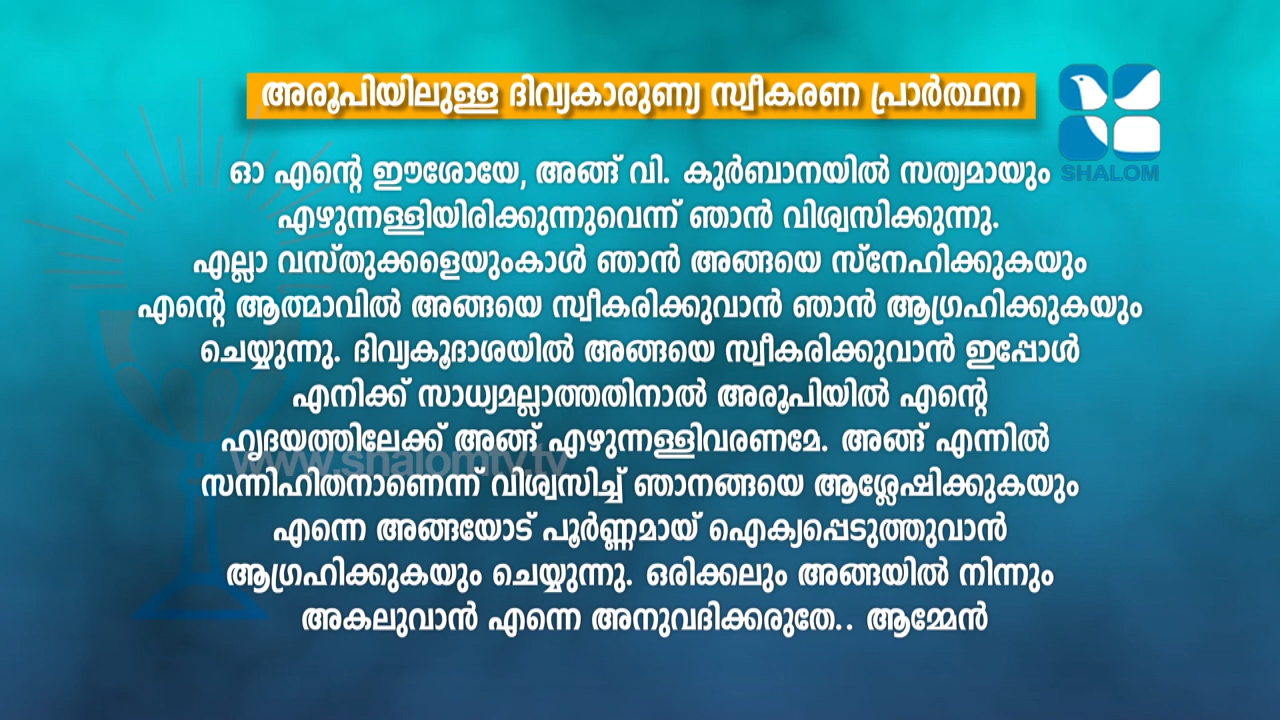 അരൂപിയിലുള്ള ദിവ്യകാരുണ്യ സ്വീകരണ പ്രാർത്ഥന
SHALOM
ഓ എന്റെ ഈശോയേ, അങ്ങ് വി. കുർബാനയിൽ സത്യമായും
എഴുന്നള്ളിയിരിക്കുന്നുവെന്ന് ഞാൻ വിശ്വസിക്കുന്നു.
എല്ലാ വസ്തുക്കളെയുംകാൾ ഞാൻ അങ്ങയെ സ്നേഹിക്കുകയും
എന്റെ ആത്മാവിൽ അങ്ങയെ സ്വീകരിക്കുവാൻ ഞാൻ ആഗ്രഹിക്കുകയും
ചെയ്യുന്നു. ദിവ്യകൂദാശയിൽ അങ്ങയെ സ്വീകരിക്കുവാൻ ഇപ്പോൾ
എനിക്ക് സാധ്യമല്ലാത്തതിനാൽ അരൂപിയിൽ എന്റെ
ഹൃദയത്തിലേക്ക് അങ്ങ് എഴുന്നള്ളിവരണമേ. അങ്ങ് എന്നിൽ
www.shalomtv.tv
സന്നിഹിതനാണെന്ന് വിശ്വസിച്ച് ഞാനങ്ങയെ ആശ്ലേഷിക്കുകയും
എന്നെ അങ്ങയോട് പൂർണ്ണമായ് ഐക്യപ്പെടുത്തുവാൻ
ആഗ്രഹിക്കുകയും ചെയ്യുന്നു. ഒരിക്കലും അങ്ങയിൽ നിന്നും
അകലുവാൻ എന്നെ അനുവദിക്കരുതേ.. ആമ്മേൻ